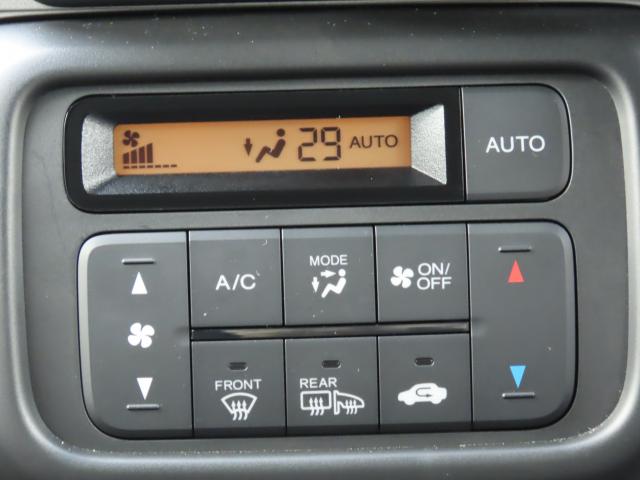 29 AUTO
AUTO
A/C
MODE
ON/
OFF
FRONT
REAR